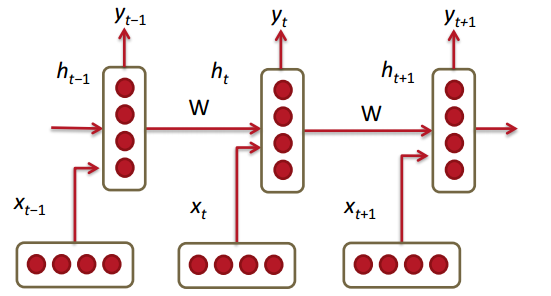 y_{t−1} y_t y_{t+1}
h_{t−1} h_t h_{t+1}
W W
x_{t−1} x_t x_{t+1}